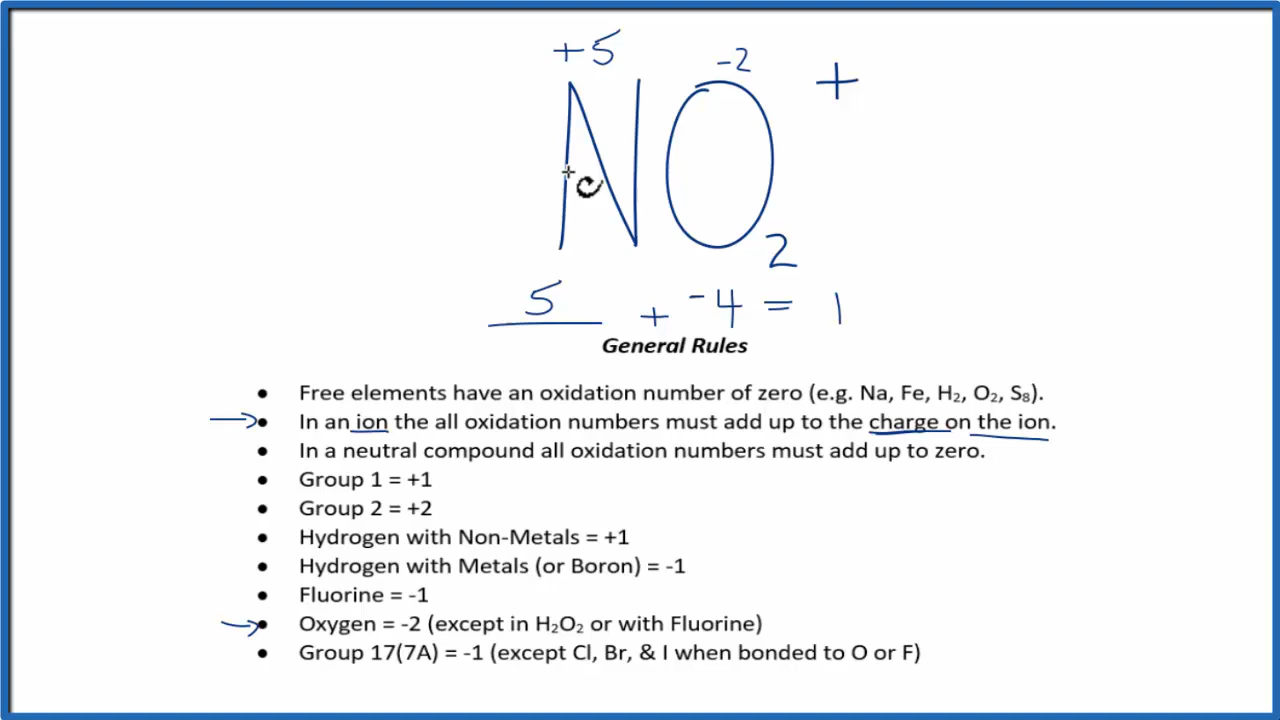 +5 -2
NO₂ +
5 + -4 = 1
General Rules
• Free elements have an oxidation number of zero (e.g. Na, Fe, H₂, O₂, S₈).
• In an ion the all oxidation numbers must add up to the charge on the ion.
• In a neutral compound all oxidation numbers must add up to zero.
• Group 1 = +1
• Group 2 = +2
• Hydrogen with Non-Metals = +1
• Hydrogen with Metals (or Boron) = -1
• Fluorine = -1
• Oxygen = -2 (except in H₂O₂ or with Fluorine)
• Group 17(7A) = -1 (except Cl, Br, & I when bonded to O or F)